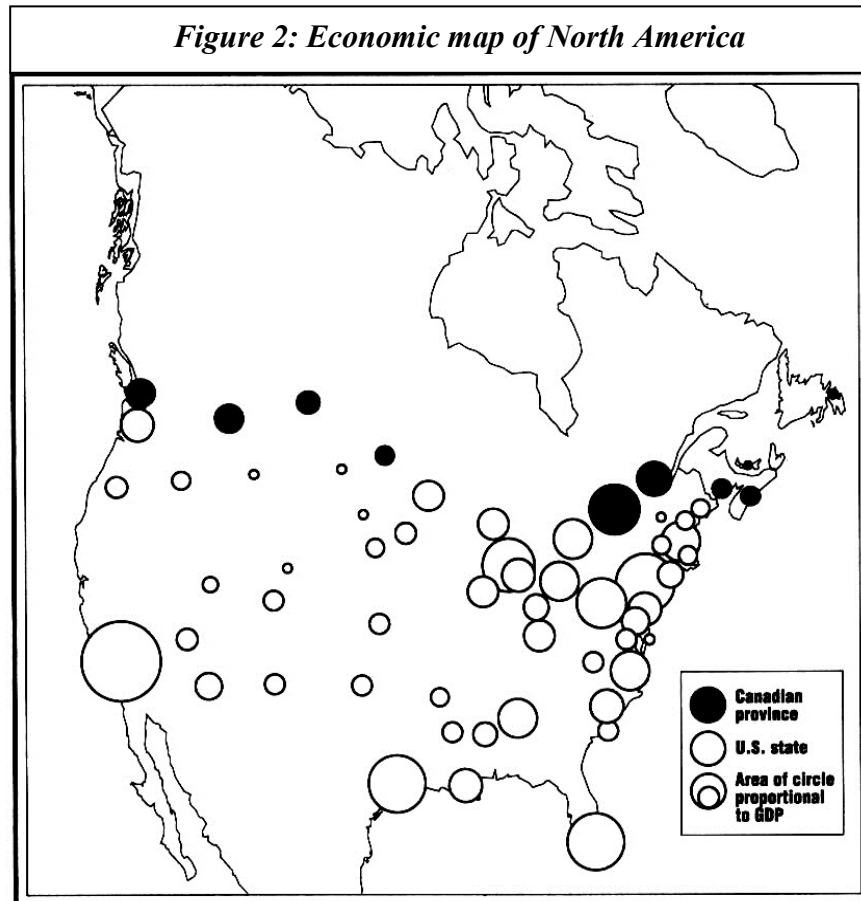 Figure 2: Economic map of North America
Canadian
province
U.S. state
Area of circle
proportional
to GDP